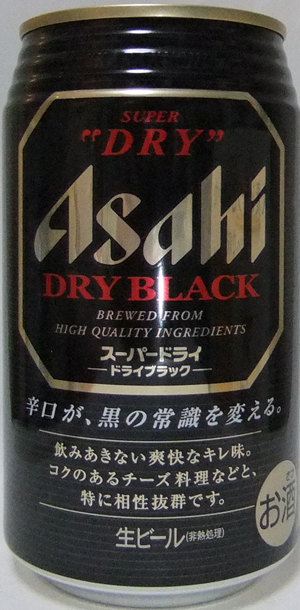 SUPER
"DRY"
Asahi
DRY BLACK
BREWED FROM
HIGH QUALITY INGREDIENTS
スーパードライ
ードライブラックー
辛口が、黒の常識を変える。
飲みあきない爽快なキレ味。
コクのあるチーズ料理などと、
特に相性抜群です。
お酒
生ビール(非熱処理)